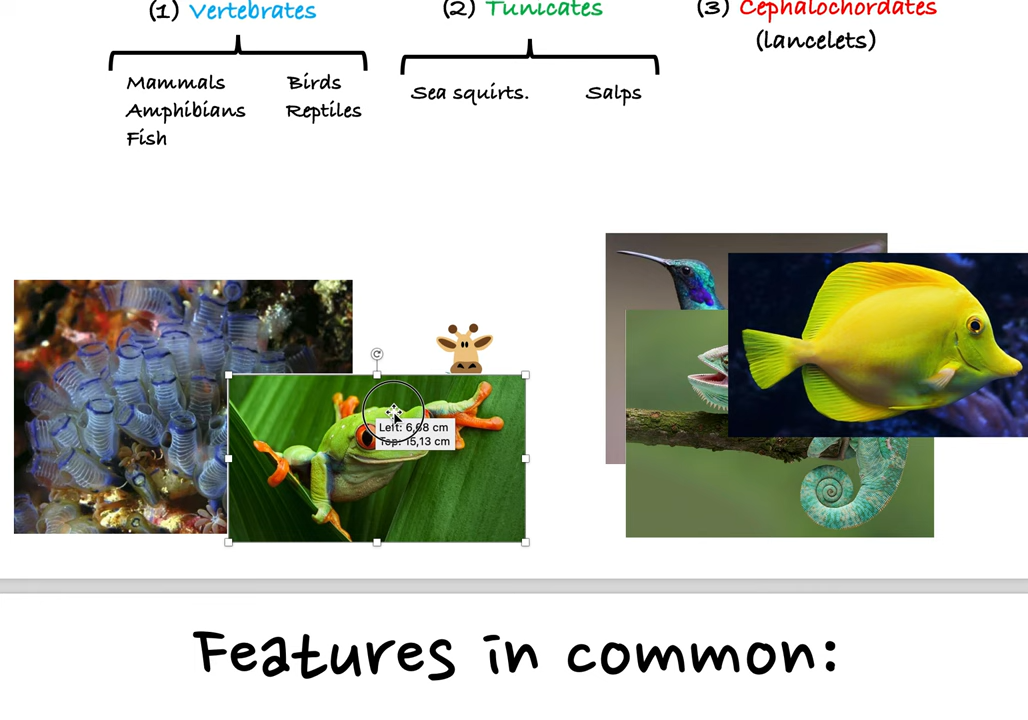 (1) Vertebrates
(2) Tunicates
(3) Cephalochordates
(lancelets)
Mammals
Birds
Amphibians
Reptiles
Fish
Sea squirts.
Salps
Left: 6,68 cm
Top: 15,13 cm
Features in common: